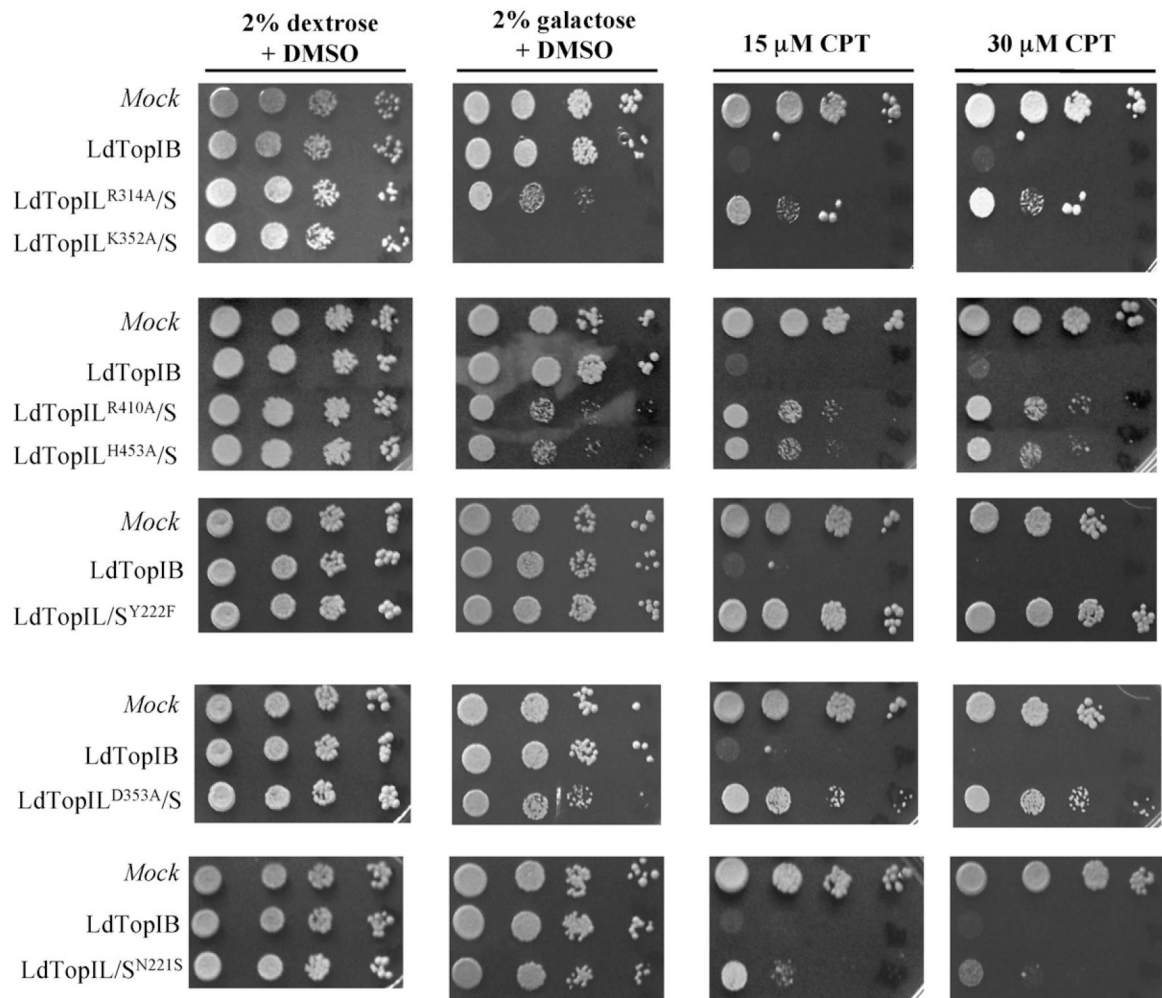 2% dextrose
+ DMSO
2% galactose
+ DMSO
15 μM CPT
30 μM CPT
Mock
LdTopIB
LdTopIL^R314A/S
LdTopIL^K352A/S
Mock
LdTopIB
LdTopIL^R410A/S
LdTopIL^H453A/S
Mock
LdTopIB
LdTopIL/S^Y222F
Mock
LdTopIB
LdTopIL^D353A/S
Mock
LdTopIB
LdTopIL/S^N221S